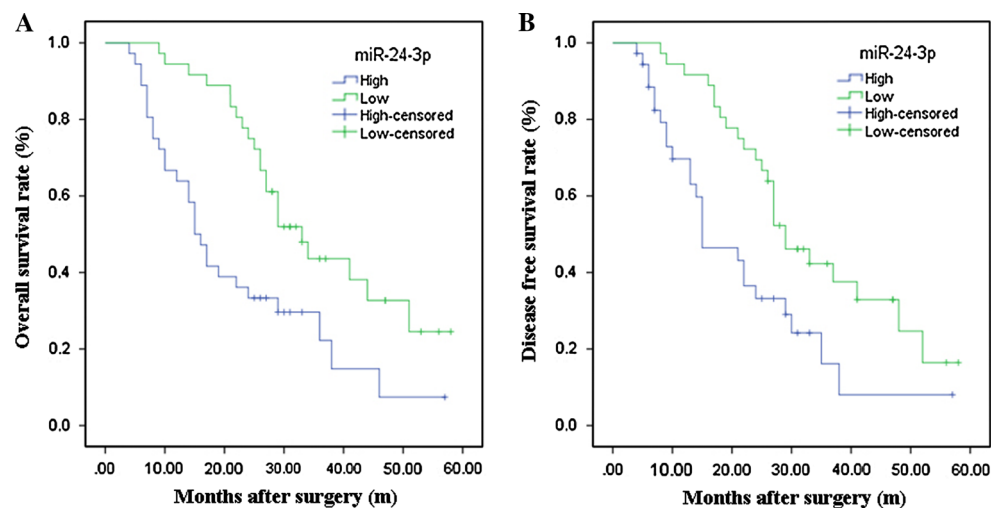 A
miR-24-3p
High
Low
High-censored
Low-censored
Overall survival rate (%)
1.0
0.8
0.6
0.4
0.2
0.0
.00 10.00 20.00 30.00 40.00 50.00 60.00
Months after surgery (m)
B
miR-24-3p
High
Low
High-censored
Low-censored
Disease free survival rate (%)
1.0
0.8
0.6
0.4
0.2
0.0
.00 10.00 20.00 30.00 40.00 50.00 60.00
Months after surgery (m)